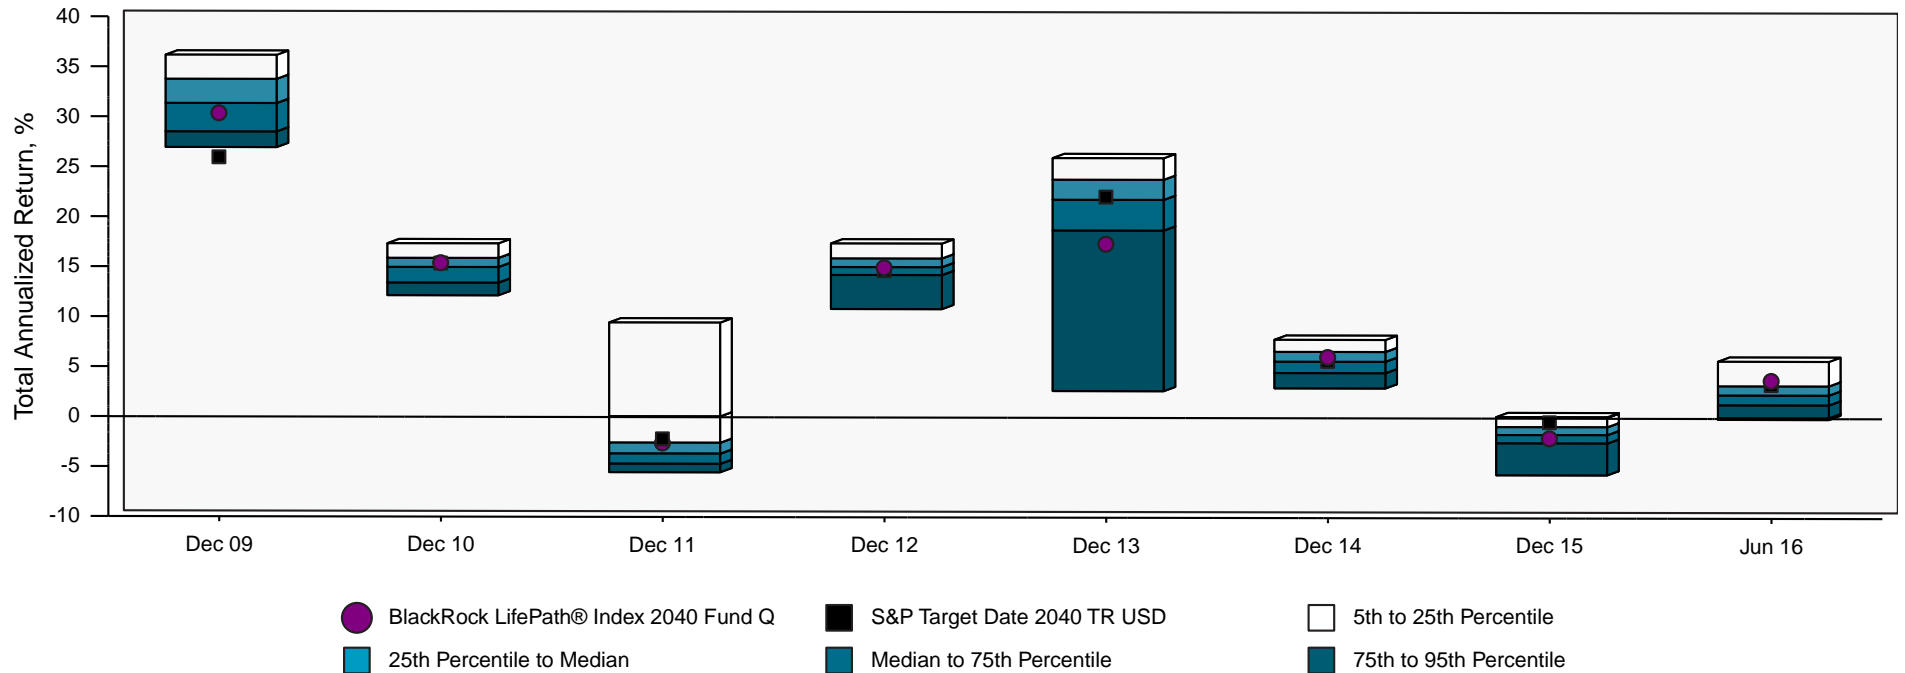 40
35
30
25
20
15
10
5
0
-5
-10
Total Annualized Return, %
Dec 09 Dec 10 Dec 11 Dec 12 Dec 13 Dec 14 Dec 15 Jun 16
BlackRock LifePath® Index 2040 Fund Q S&P Target Date 2040 TR USD 5th to 25th Percentile
25th Percentile to Median Median to 75th Percentile 75th to 95th Percentile